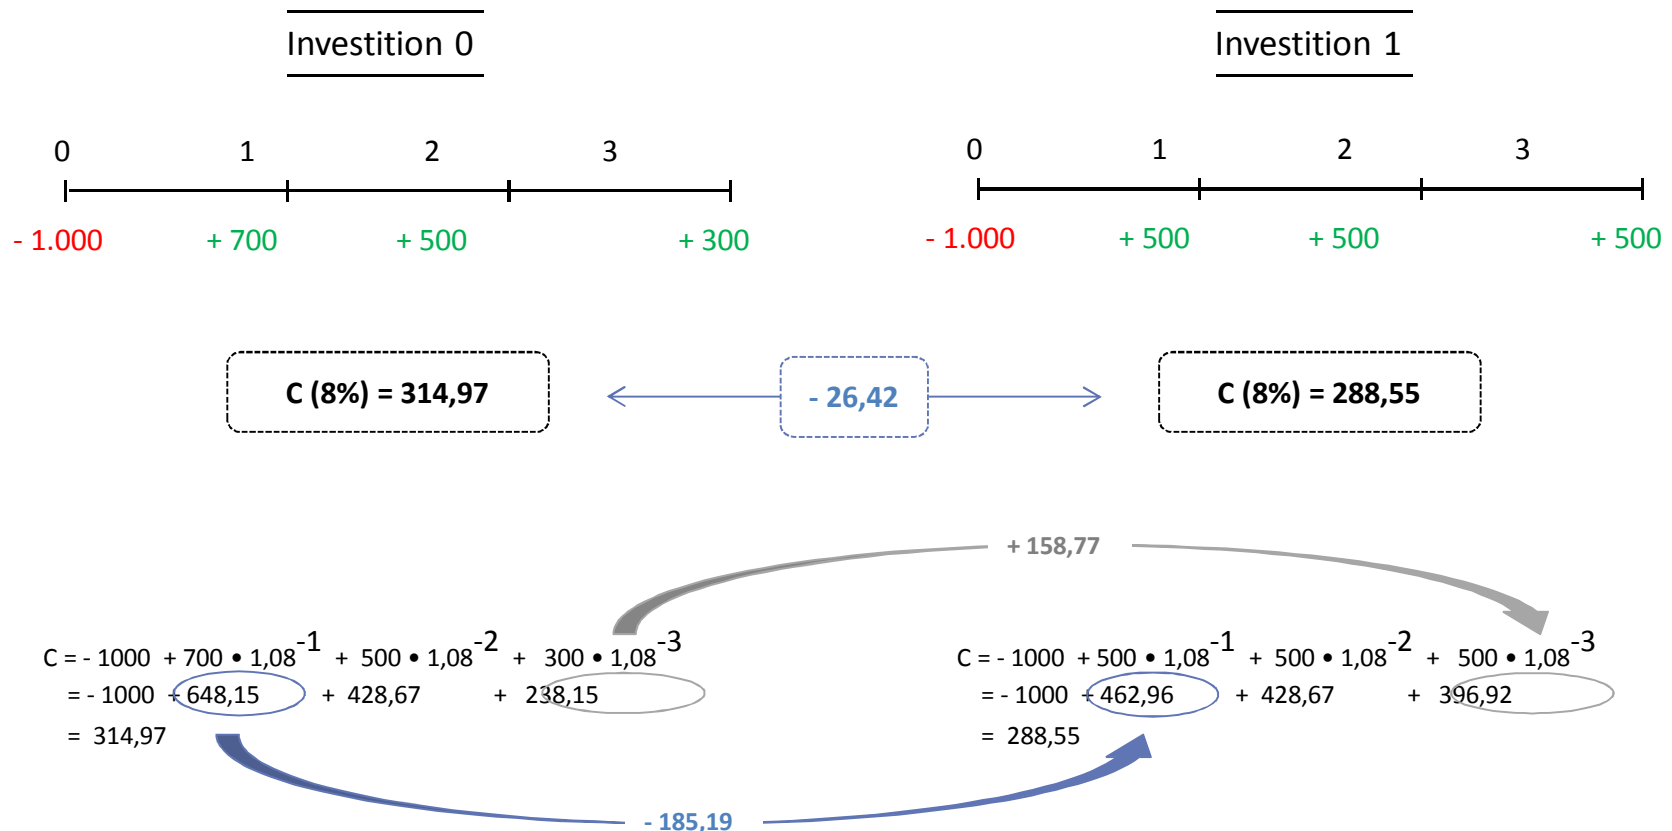 Investition 0
0 1 2 3
- 1.000 + 700 + 500 + 300
C (8%) = 314,97
- 26,42
Investition 1
0 1 2 3
- 1.000 + 500 + 500 + 500
C (8%) = 288,55
+ 158,77
C = - 1000 + 700 • 1,08-1 + 500 • 1,08-2 + 300 • 1,08-3
= - 1000 + 648,15 + 428,67 + 238,15
= 314,97
C = - 1000 + 500 • 1,08-1 + 500 • 1,08-2 + 500 • 1,08-3
= - 1000 + 462,96 + 428,67 + 396,92
= 288,55
- 185,19